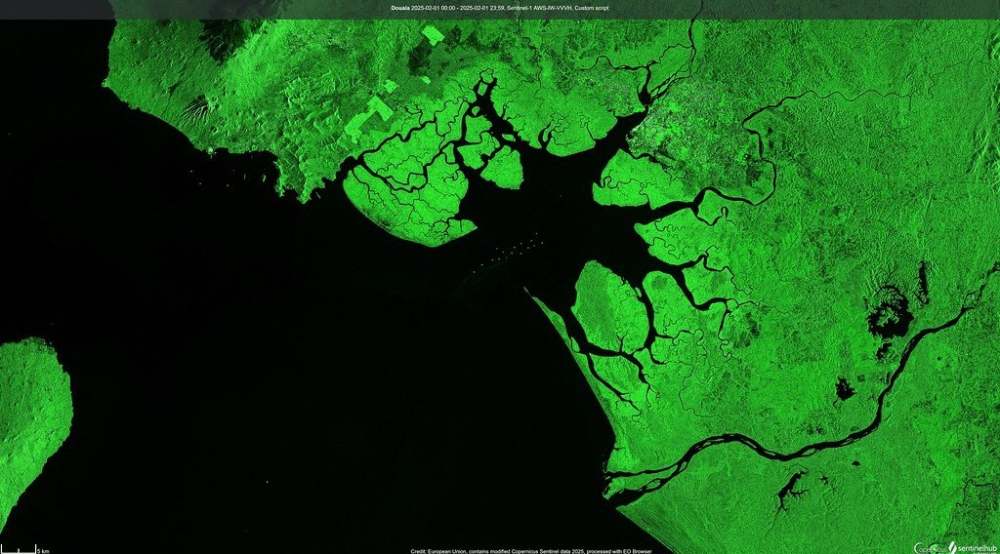 Douala 2025-02-01 00:00 - 2025-02-01 23:59, Sentinel-1 AWS-IW-VVVH, Custom script
5 km
Credit: European Union, contains modified Copernicus Sentinel data 2025, processed with EO Browser
opernicus
sentinelhub